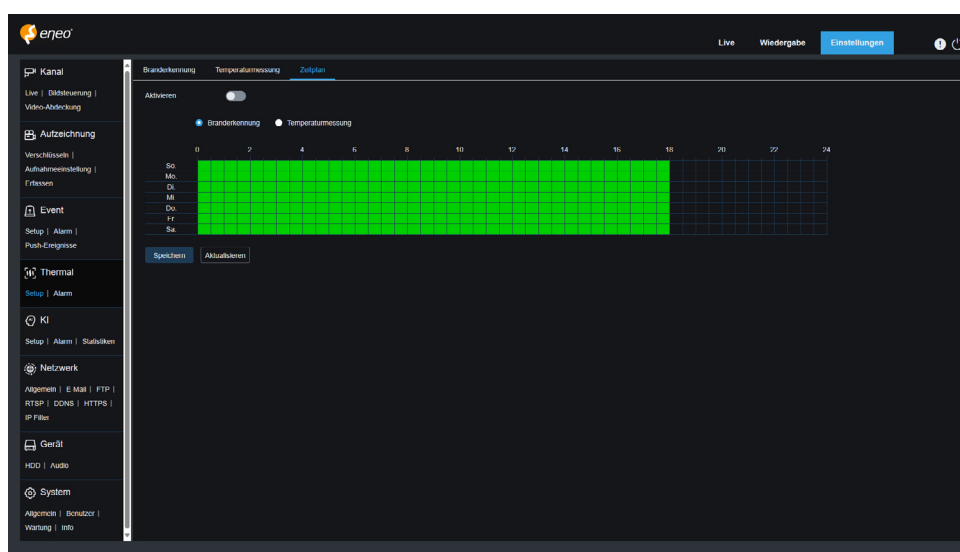 eneo
Live Wiedergabe Einstellungen
Kanal
Live | Bildsteuerung |
Video-Abdeckung
Aufzeichnung
Verschlüsseln |
Aufnahmeeinstellung |
Erfassen
Event
Setup | Alarm |
Push-Ereignisse
Thermal
Setup | Alarm
KI
Setup | Alarm | Statistiken
Netzwerk
Allgemein | E Mail | FTP |
RTSP | DDNS | HTTPS |
IP Filter
Gerät
HDD | Audio
System
Allgemein | Benutzer |
Wartung | Info
Branderkennung Temperaturmessung Zeitplan
Aktivieren
Branderkennung Temperaturmessung
0 2 4 6 8 10 12 14 16 18 20 22 24
So.
Mo.
Di.
Mi
Do.
Fr
Sa.
Speichern Aktualisieren